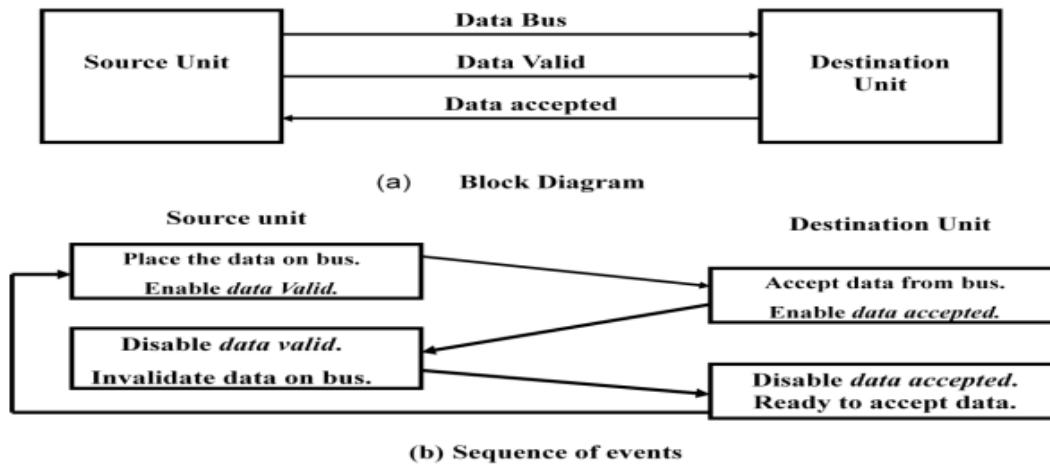 Data Bus
Source Unit
Data Valid
Destination
Unit
Data accepted
(a) Block Diagram
Source unit
Destination Unit
Place the data on bus.
Enable data Valid.
Accept data from bus.
Enable data accepted.
Disable data valid.
Invalidate data on bus.
Disable data accepted.
Ready to accept data.
(b) Sequence of events